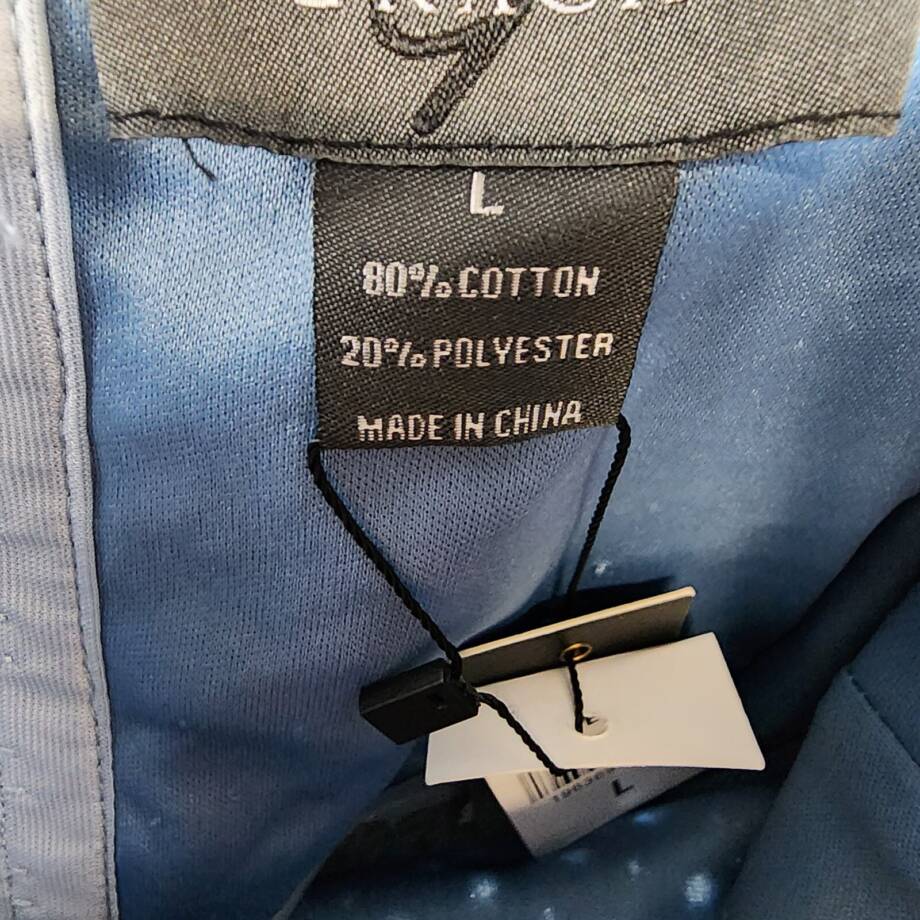 L
80% COTTON
20% POLYESTER
MADE IN CHINA
L